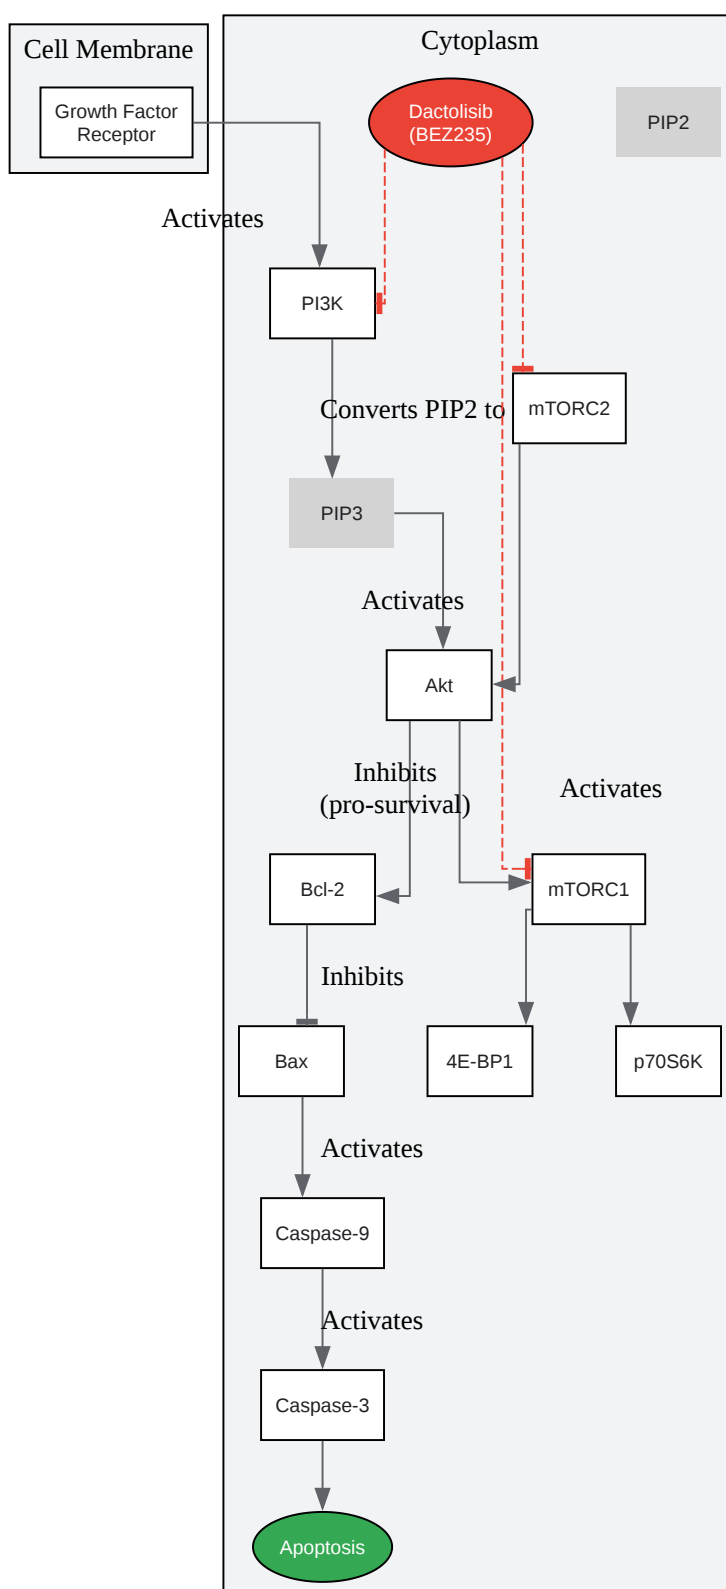 Cell Membrane
Cytoplasm
Growth Factor
Receptor
Dactolisib
(BEZ235)
PIP2
Activates
PI3K
Converts PIP2 to
mTORC2
PIP3
Activates
Akt
Inhibits
(pro-survival)
Activates
Bcl-2
mTORC1
Inhibits
Bax
4E-BP1
p70S6K
Activates
Caspase-9
Activates
Caspase-3
Apoptosis